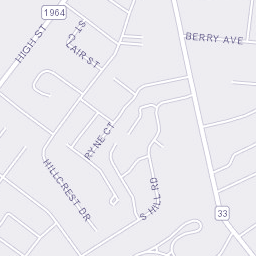 1964
HIGH ST
ST CLAIR ST
BERRY AVE
RYNE CT
HILLCREST DR
S HILL RD
33